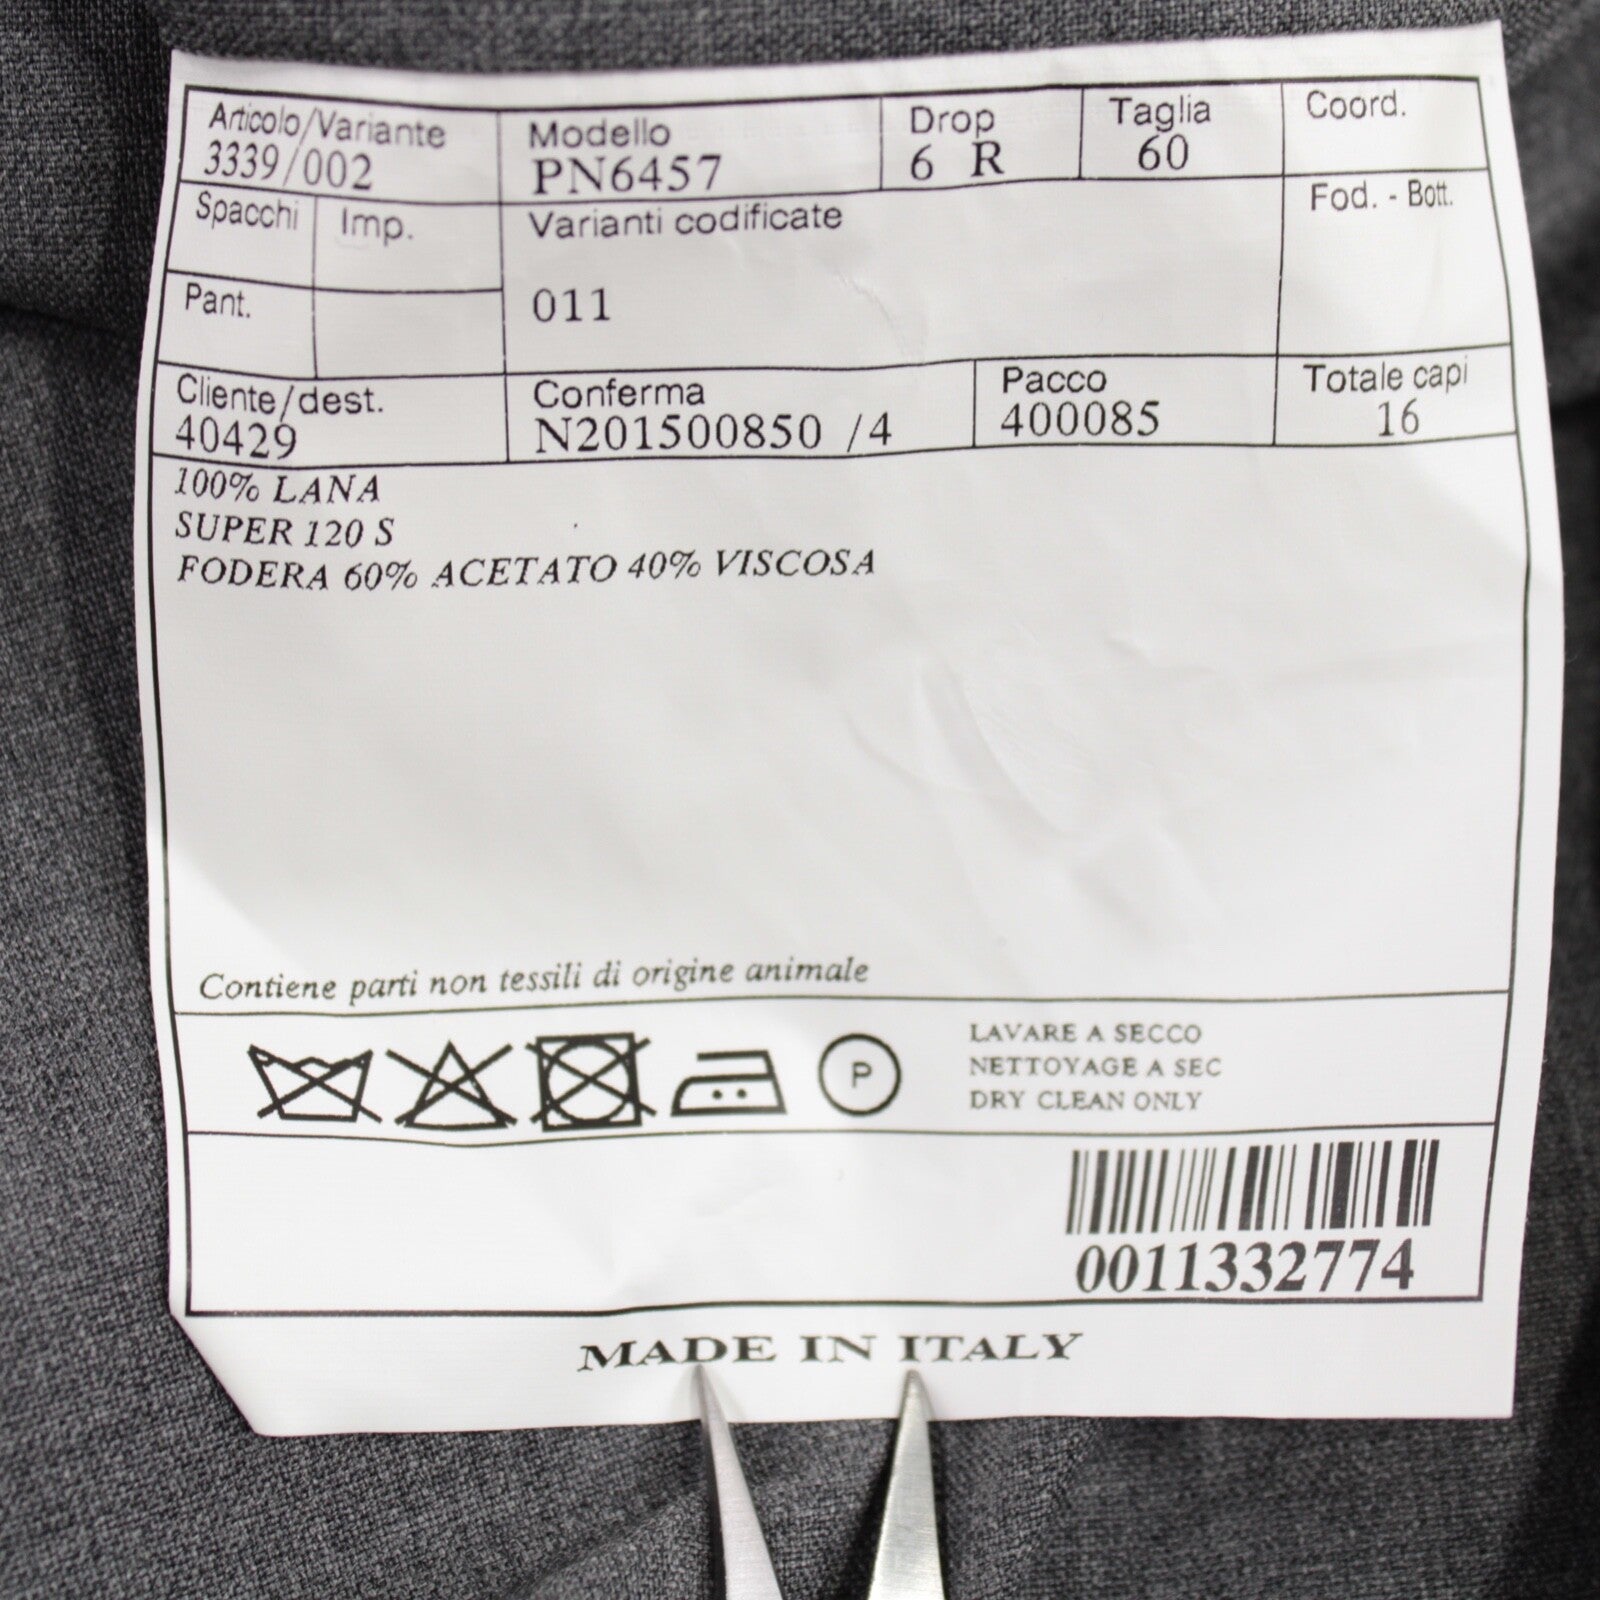 Articolo/Variante Modello Drop Taglia Coord.
3339/002 PN6457 6 R 60
Spacchi Imp. Varianti codificate Fod. - Bott.
Pant. 011
Cliente/dest. Conferma Pacco Totale capi
40429 N201500850 /4 400085 16
100% LANA
SUPER 120 S
FODERA 60% ACETATO 40% VISCOSA
Contiene parti non tessili di origine animale
LAVARE A SECCO
NETTOYAGE A SEC
P DRY CLEAN ONLY
0011332774
MADE IN ITALY